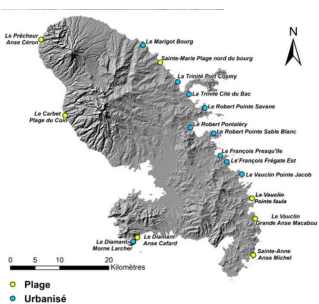 Le Prêcheur
Anse Céron
Le Marigot Bourg
N
Sainte-Marie Plage nord du bourg
La Trinité Port Cosmy
La Trinité Cité du Bac
Le Robert Pointe Savane
Le Carbet
Plage du Coin
Le Robert Pontaléry
Le Robert Pointe Sable Blanc
Le François Presqu'île
Le François Frégate Est
Le Vauclin Pointe Jacob
Le Vauclin
Pointe faula
Le Vauclin
Grande Anse Macabou
Le Diamant
Morne Larcher
Le Diamant
Anse Cafard
Sainte-Anne
Anse Michel
0 5 10 20
Kilomètres
Plage
Urbanisé